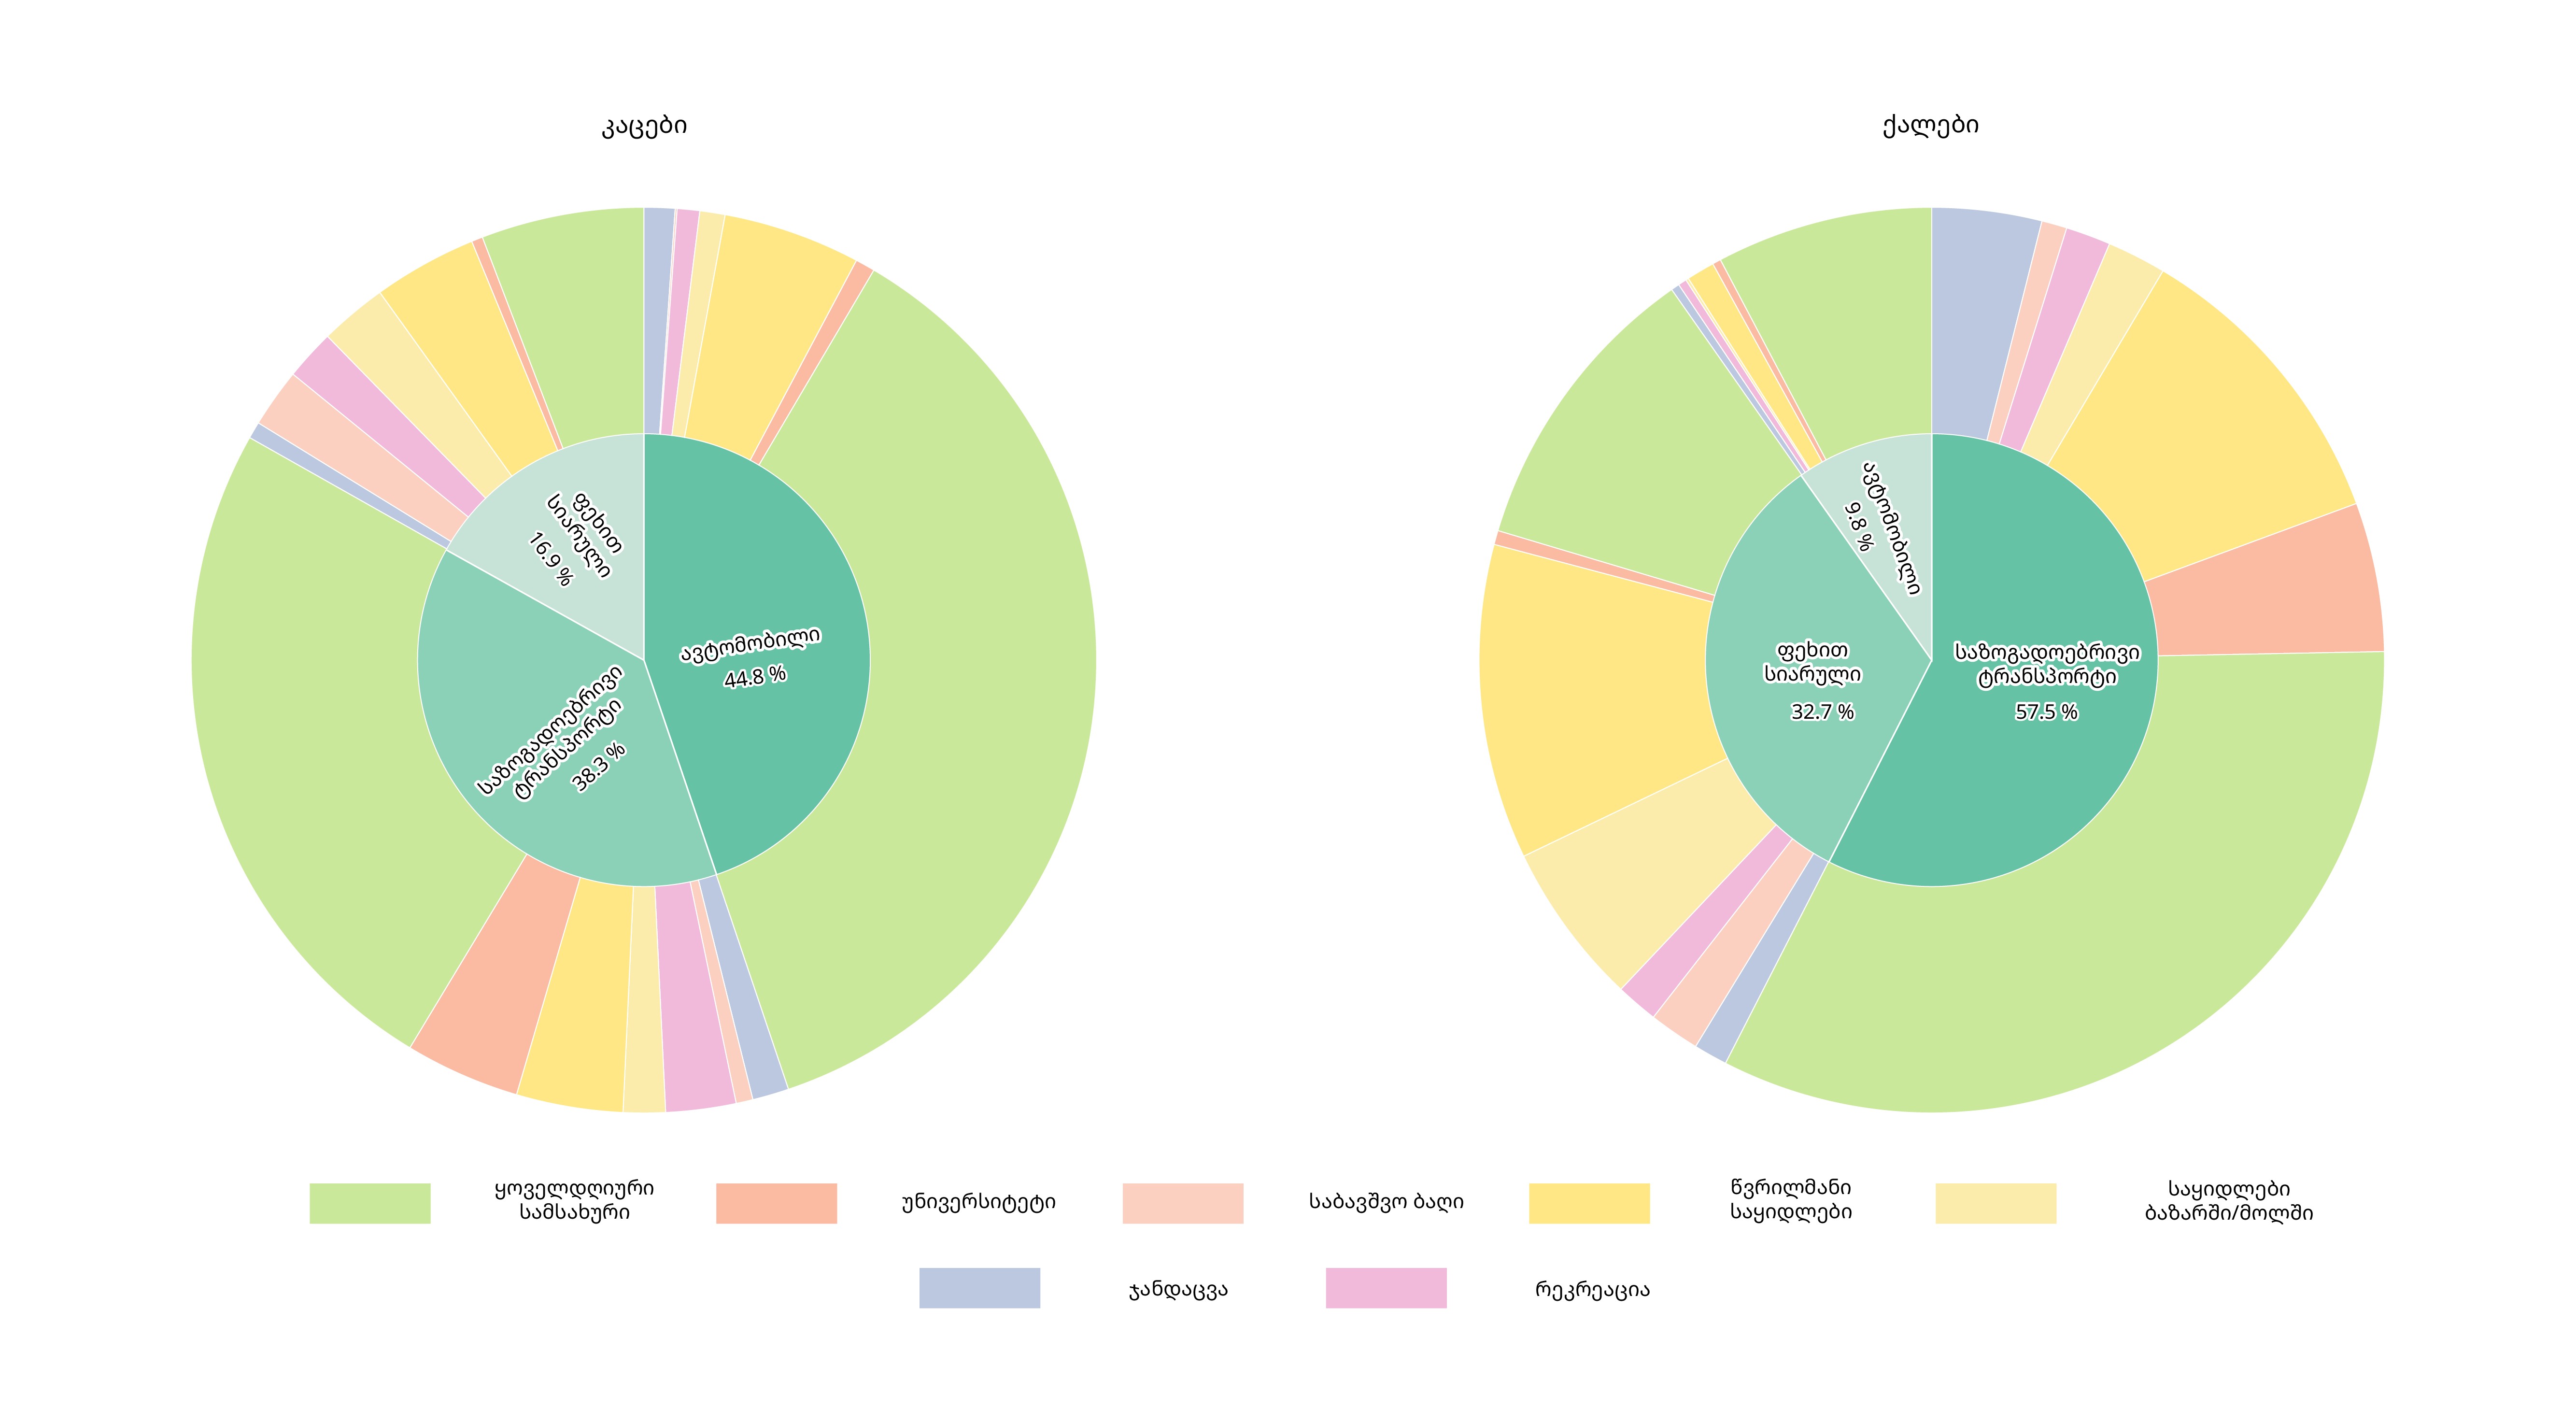 კაცები
ფეხით
სიარული
16.9 %
ავტომობილი
44.8 %
საზოგადოებრივი
ტრანსპორტი
38.3 %
ქალები
ავტომობილი
9.8 %
ფეხით
სიარული
32.7 %
საზოგადოებრივი
ტრანსპორტი
57.5 %
ყოველდღიური
სამსახური
უნივერსიტეტი
საბავშვო ბაღი
წვრილმანი
საყიდლები
საყიდლები
ბაზარში/მოლში
ჯანდაცვა
რეკრეაცია